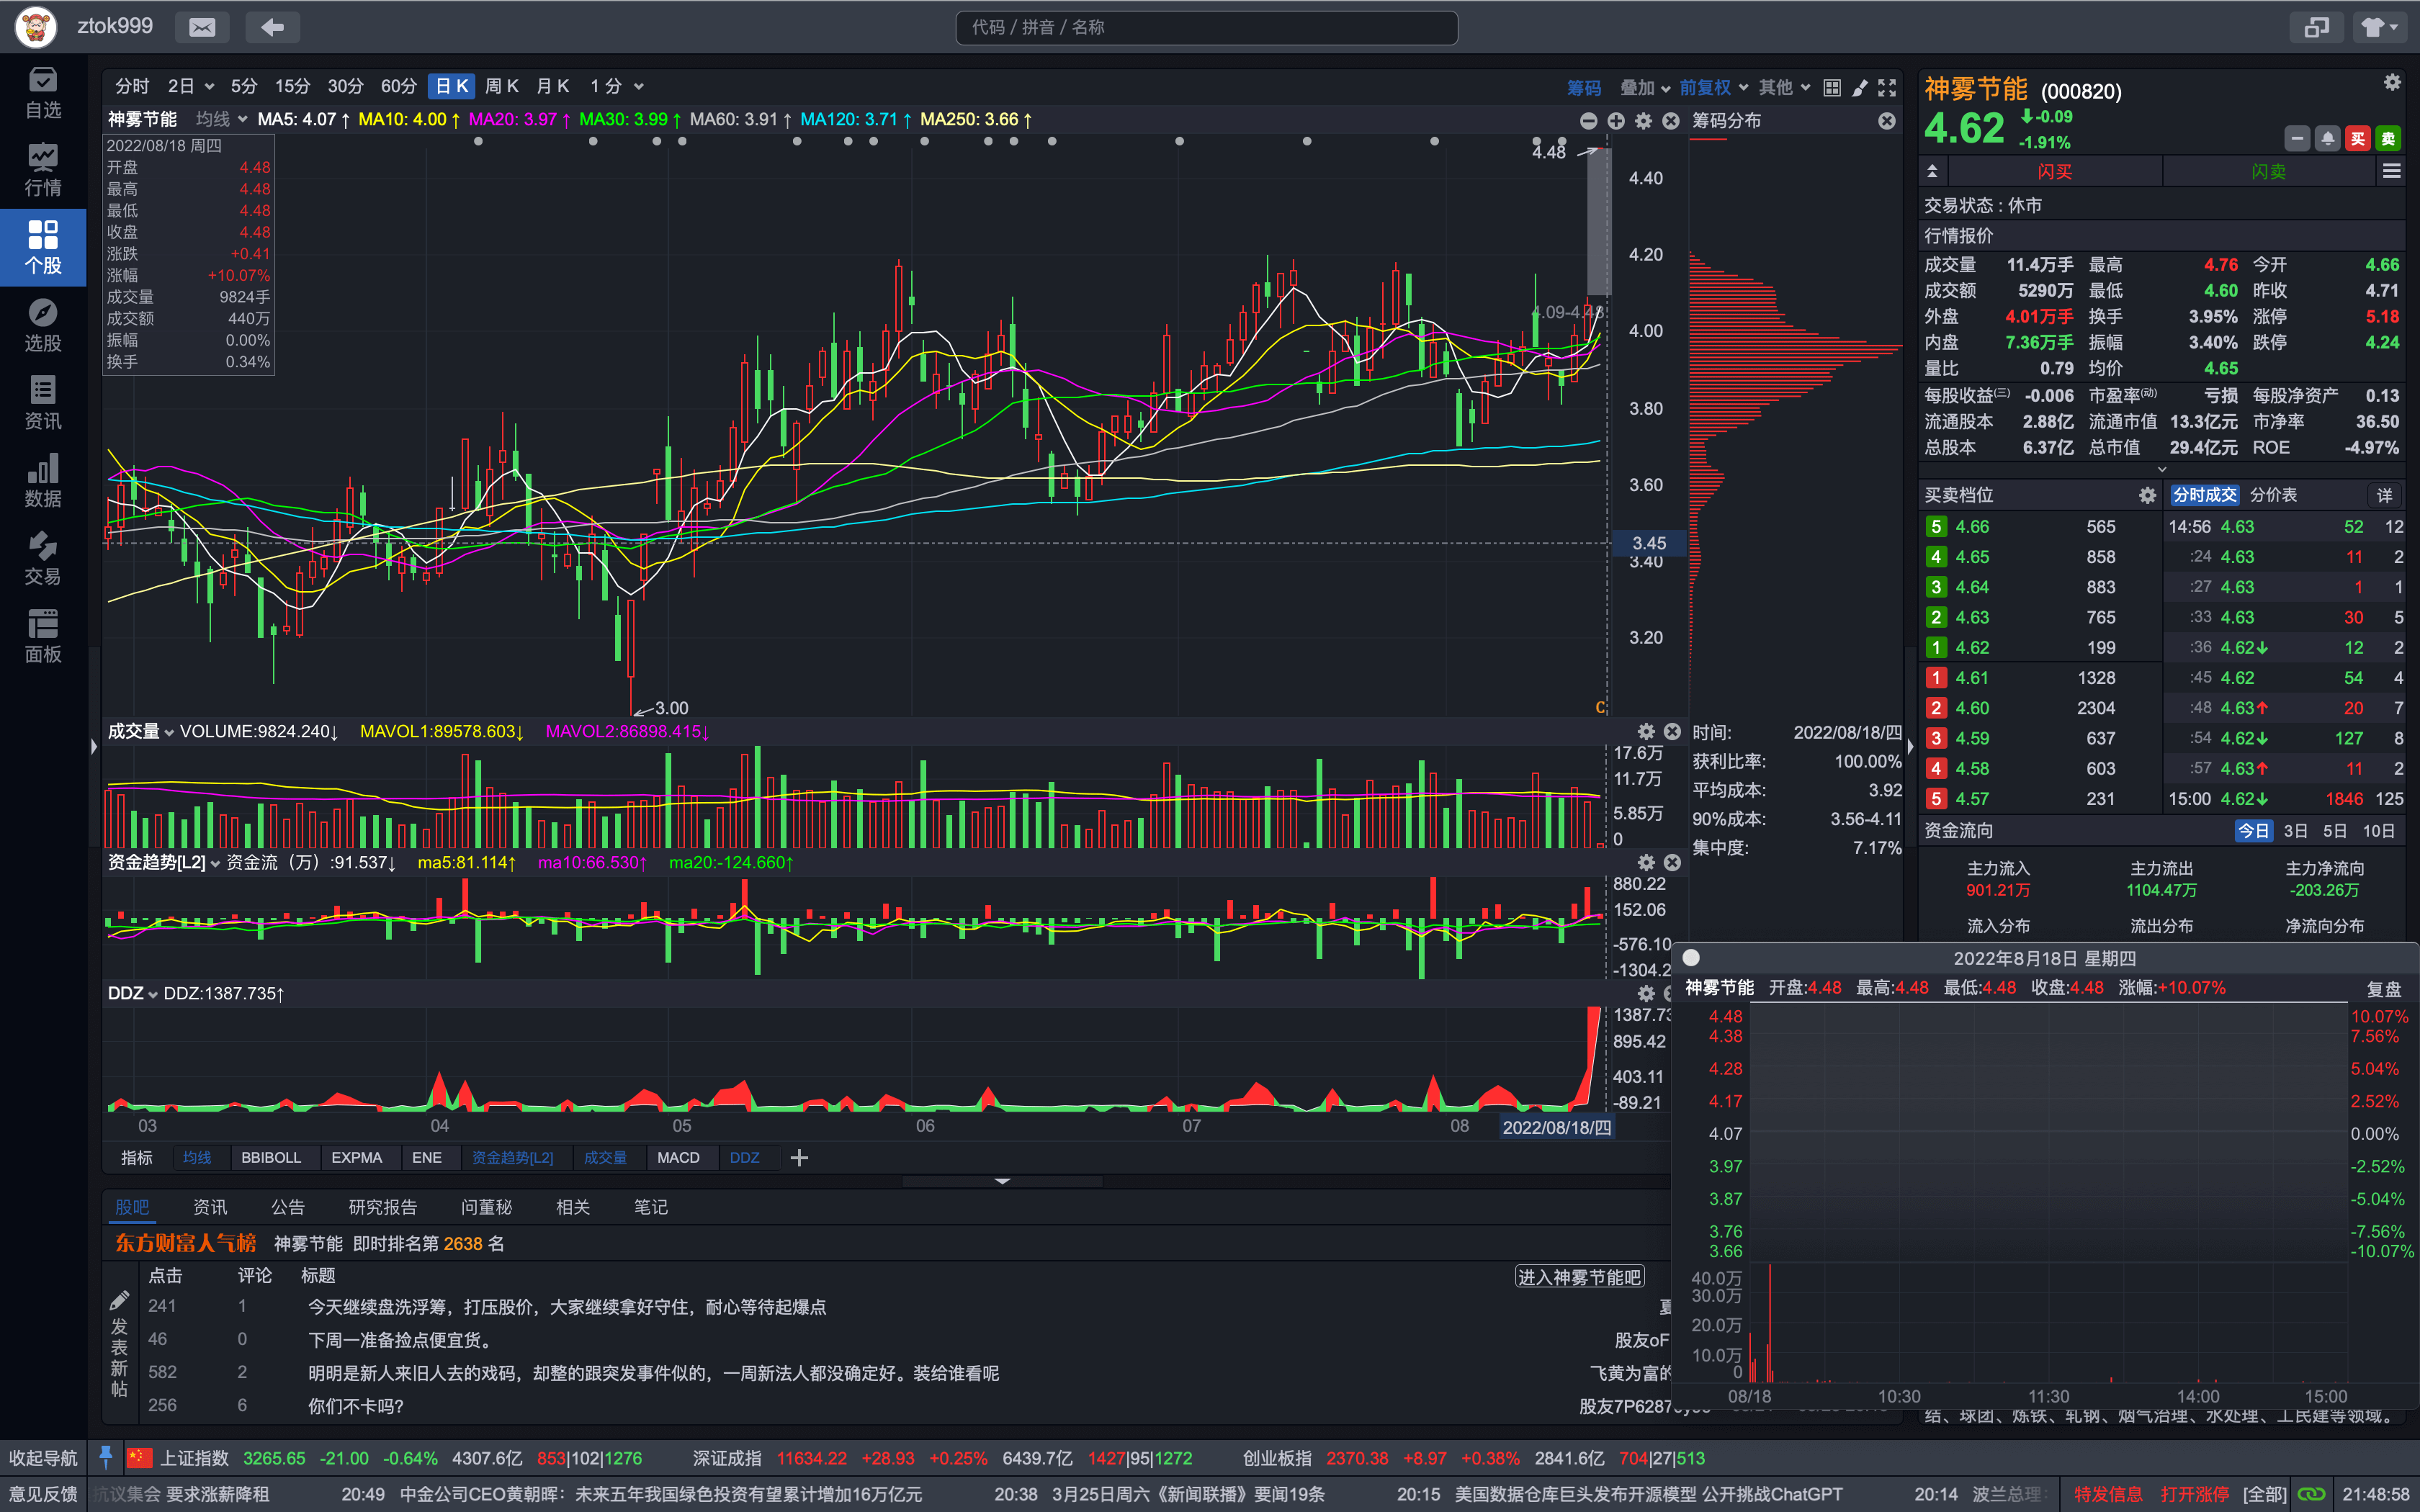 ztok999
代码 / 拼音 / 名称
自选
行情
个股
选股
资讯
数据
交易
面板
分时 2日 5分 15分 30分 60分 日K 周K 月K 1分
筹码 叠加 前复权 其他
神雾节能 均线 MA5: 4.07↑ MA10: 4.00↑ MA20: 3.97↑ MA30: 3.99↑ MA60: 3.91↑ MA120: 3.71↑ MA250: 3.66↑
筹码分布
2022/08/18 周四
开盘 4.48
最高 4.48
最低 4.48
收盘 4.48
涨跌 +0.41
涨幅 +10.07%
成交量 9824手
成交额 440万
振幅 0.00%
换手 0.34%
4.48
4.40
4.20
4.09-4.48
4.00
3.80
3.60
3.45
3.40
3.20
3.00
C
成交量 VOLUME:9824.240↓ MAVOL1:89578.603↓ MAVOL2:86898.415↓
17.6万
11.7万
5.85万
0
时间: 2022/08/18/四
获利比率: 100.00%
平均成本: 3.92
90%成本: 3.56-4.11
集中度: 7.17%
资金趋势[L2] 资金流（万）:91.537↓ ma5:81.114↑ ma10:66.530↑ ma20:-124.660↑
880.22
152.06
-576.10
-1304.2
DDZ DDZ:1387.735↑
1387.73
895.42
403.11
-89.21
03 04 05 06 07 08 2022/08/18/四
指标 均线 BBIBOLL EXPMA ENE 资金趋势[L2] 成交量 MACD DDZ
股吧 资讯 公告 研究报告 问董秘 相关 笔记
东方财富人气榜 神雾节能 即时排名第 2638 名
点击 评论 标题
进入神雾节能吧
发表新帖
241 1 今天继续盘洗浮筹，打压股价，大家继续拿好守住，耐心等待起爆点
46 0 下周一准备捡点便宜货。 股友oF
582 2 明明是新人来旧人去的戏码，却整的跟突发事件似的，一周新法人都没确定好。装给谁看呢 飞黄为富的
256 6 你们不卡吗? 股友7P6287
神雾节能 (000820)
4.62 -0.09
-1.91%
买 卖
闪买 闪卖
交易状态 : 休市
行情报价
成交量 11.4万手 最高 4.76 今开 4.66
成交额 5290万 最低 4.60 昨收 4.71
外盘 4.01万手 换手 3.95% 涨停 5.18
内盘 7.36万手 振幅 3.40% 跌停 4.24
量比 0.79 均价 4.65
每股收益(三) -0.006 市盈率(动) 亏损 每股净资产 0.13
流通股本 2.88亿 流通市值 13.3亿元 市净率 36.50
总股本 6.37亿 总市值 29.4亿元 ROE -4.97%
买卖档位
5 4.66 565
4 4.65 858
3 4.64 883
2 4.63 765
1 4.62 199
1 4.61 1328
2 4.60 2304
3 4.59 637
4 4.58 603
5 4.57 231
分时成交 分价表 详
14:56 4.63 52 12
:24 4.63 11 2
:27 4.63 1 1
:33 4.63 30 5
:36 4.62↓ 12 2
:45 4.62 54 4
:48 4.63↑ 20 7
:54 4.62↓ 127 8
:57 4.63↑ 11 2
15:00 4.62↓ 1846 125
资金流向 今日 3日 5日 10日
主力流入 主力流出 主力净流向
901.21万 1104.47万 -203.26万
流入分布 流出分布 净流向分布
2022年8月18日 星期四
神雾节能 开盘:4.48 最高:4.48 最低:4.48 收盘:4.48 涨幅:+10.07%
复盘
4.48 10.07%
4.38 7.56%
4.28 5.04%
4.17 2.52%
4.07 0.00%
3.97 -2.52%
3.87 -5.04%
3.76 -7.56%
3.66 -10.07%
40.0万
30.0万
20.0万
10.0万
0
08/18 10:30 11:30 14:00 15:00
结、球团、炼铁、轧钢、烟气治理、水处理、工民建等领域。
收起导航 上证指数 3265.65 -21.00 -0.64% 4307.6亿 853|102|1276 深证成指 11634.22 +28.93 +0.25% 6439.7亿 1427|95|1272 创业板指 2370.38 +8.97 +0.38% 2841.6亿 704|27|513
意见反馈 抗议集会 要求涨薪降租 20:49 中金公司CEO黄朝晖：未来五年我国绿色投资有望累计增加16万亿元 20:38 3月25日周六《新闻联播》要闻19条 20:15 美国数据仓库巨头发布开源模型 公开挑战ChatGPT 20:14 波兰总理： 特发信息 打开涨停 [全部] 21:48:58